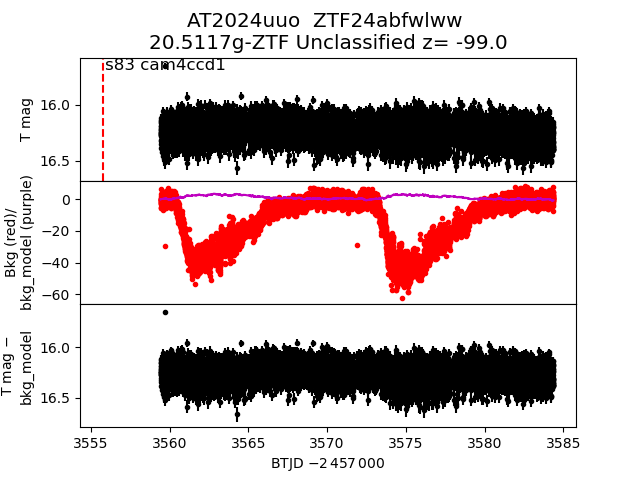 AT2024uuo  ZTF24abfwlww
20.5117g-ZTF Unclassified z= -99.0
s83 cam4ccd1
T mag
16.0
16.5
Bkg (red)/
bkg_model (purple)
0
−20
−40
−60
T mag −
bkg_model
16.0
16.5
3555 3560 3565 3570 3575 3580 3585
BTJD −2 457 000